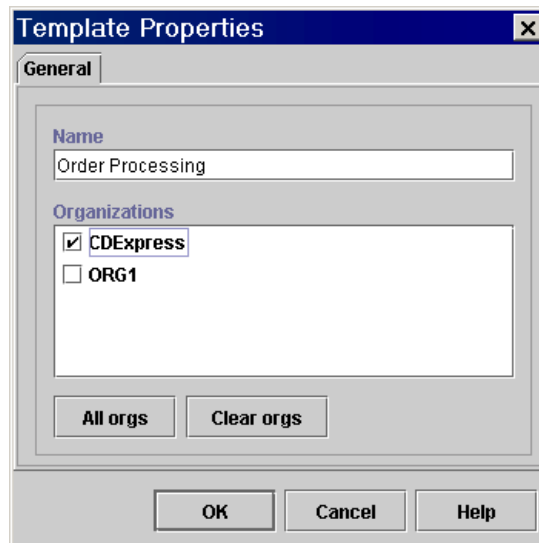 Template Properties
General
Name
Order Processing
Organizations
CDExpress
ORG1
All orgs Clear orgs
OK Cancel Help